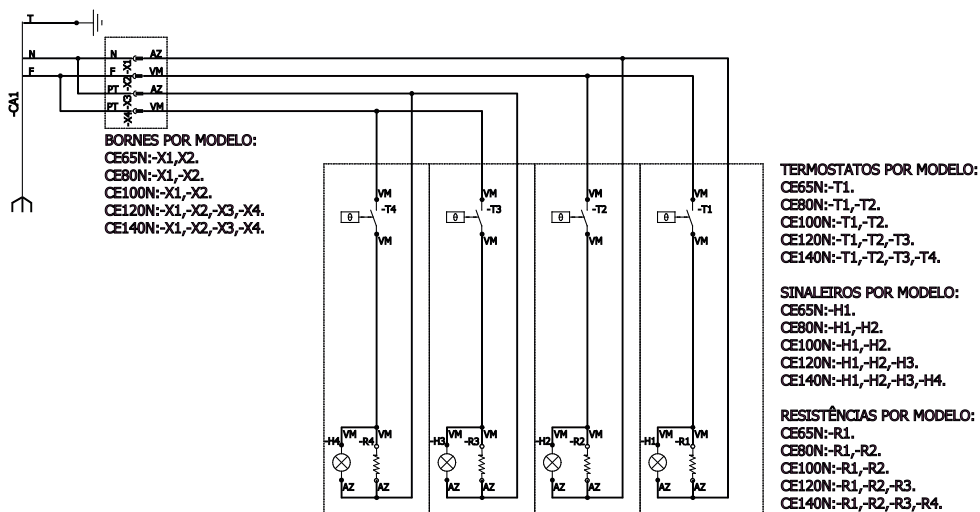 T
N
F
-CA1
N -X1 AZ
F -X2 VM
PT -X3 AZ
PT -X4 VM
BORNES POR MODELO:
CE65N:-X1,X2.
CE80N:-X1,-X2.
CE100N:-X1,-X2.
CE120N:-X1,-X2,-X3,-X4.
CE140N:-X1,-X2,-X3,-X4.
VM VM VM VM
θ -T4 θ -T3 θ -T2 θ -T1
VM VM VM VM
VM VM VM VM VM VM VM VM
-H4 -R4 -H3 -R3 -H2 -R2 -H1 -R1
AZ AZ AZ AZ AZ AZ AZ AZ
TERMOSTATOS POR MODELO:
CE65N:-T1.
CE80N:-T1,-T2.
CE100N:-T1,-T2.
CE120N:-T1,-T2,-T3.
CE140N:-T1,-T2,-T3,-T4.
SINALEIROS POR MODELO:
CE65N:-H1.
CE80N:-H1,-H2.
CE100N:-H1,-H2.
CE120N:-H1,-H2,-H3.
CE140N:-H1,-H2,-H3,-H4.
RESISTÊNCIAS POR MODELO:
CE65N:-R1.
CE80N:-R1,-R2.
CE100N:-R1,-R2.
CE120N:-R1,-R2,-R3.
CE140N:-R1,-R2,-R3,-R4.